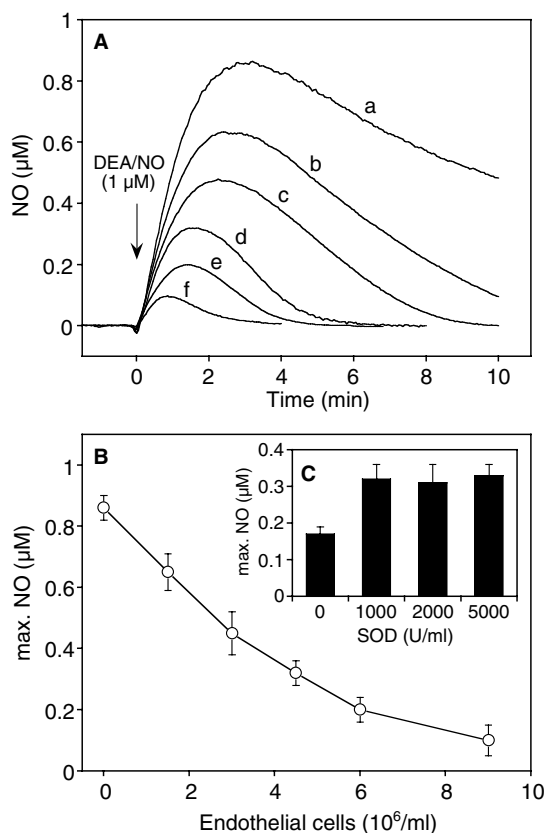 A
1
0.8
0.6
0.4
0.2
0
NO (µM)
DEA/NO
(1 µM)
a
b
c
d
e
f
0 2 4 6 8 10
Time (min)
B
1
0.8
0.6
0.4
0.2
0
max. NO (µM)
0 2 4 6 8 10
Endothelial cells (10⁶/ml)
C
0.4
0.3
0.2
0.1
0
max. NO (µM)
0 1000 2000 5000
SOD (U/ml)